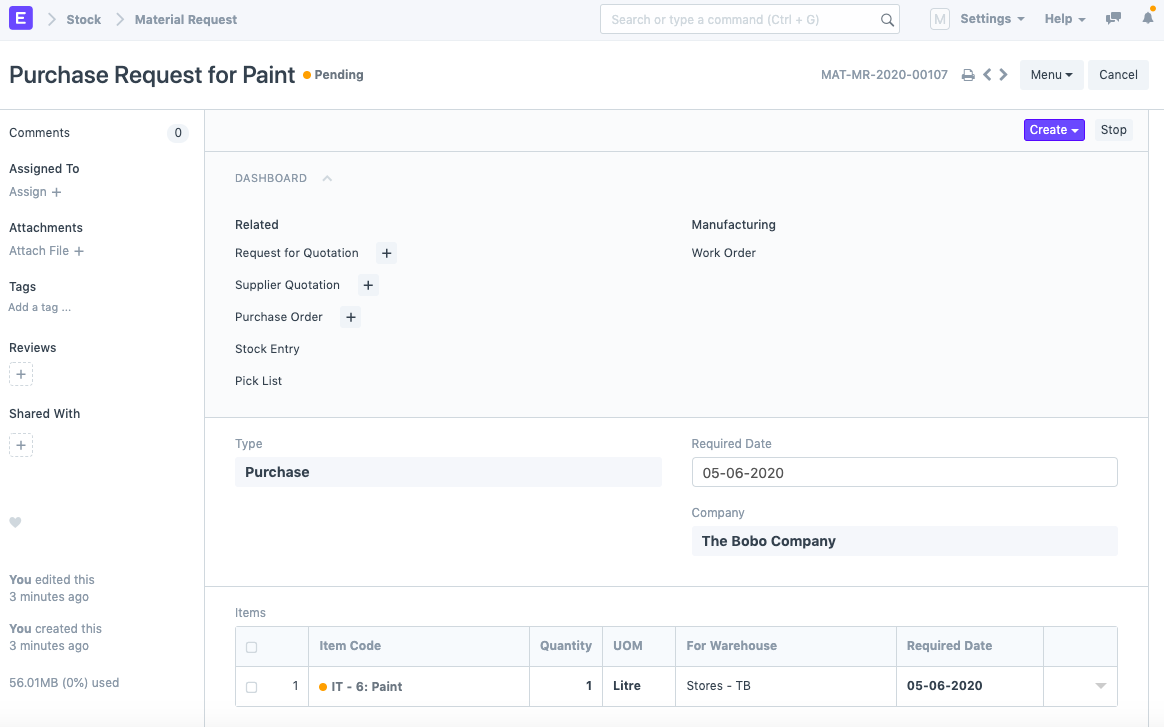 E Stock Material Request Search or type a command (Ctrl + G) M Settings Help
Purchase Request for Paint Pending MAT-MR-2020-00107 Menu Cancel
Comments 0
Assigned To
Assign +
Attachments
Attach File +
Tags
Add a tag ...
Reviews
+
Shared With
+
You edited this
3 minutes ago
You created this
3 minutes ago
56.01MB (0%) used
Create Stop
DASHBOARD
Related
Request for Quotation +
Supplier Quotation +
Purchase Order +
Stock Entry
Pick List
Manufacturing
Work Order
Type
Purchase
Required Date
05-06-2020
Company
The Bobo Company
Items
Item Code Quantity UOM For Warehouse Required Date
1 IT - 6: Paint 1 Litre Stores - TB 05-06-2020